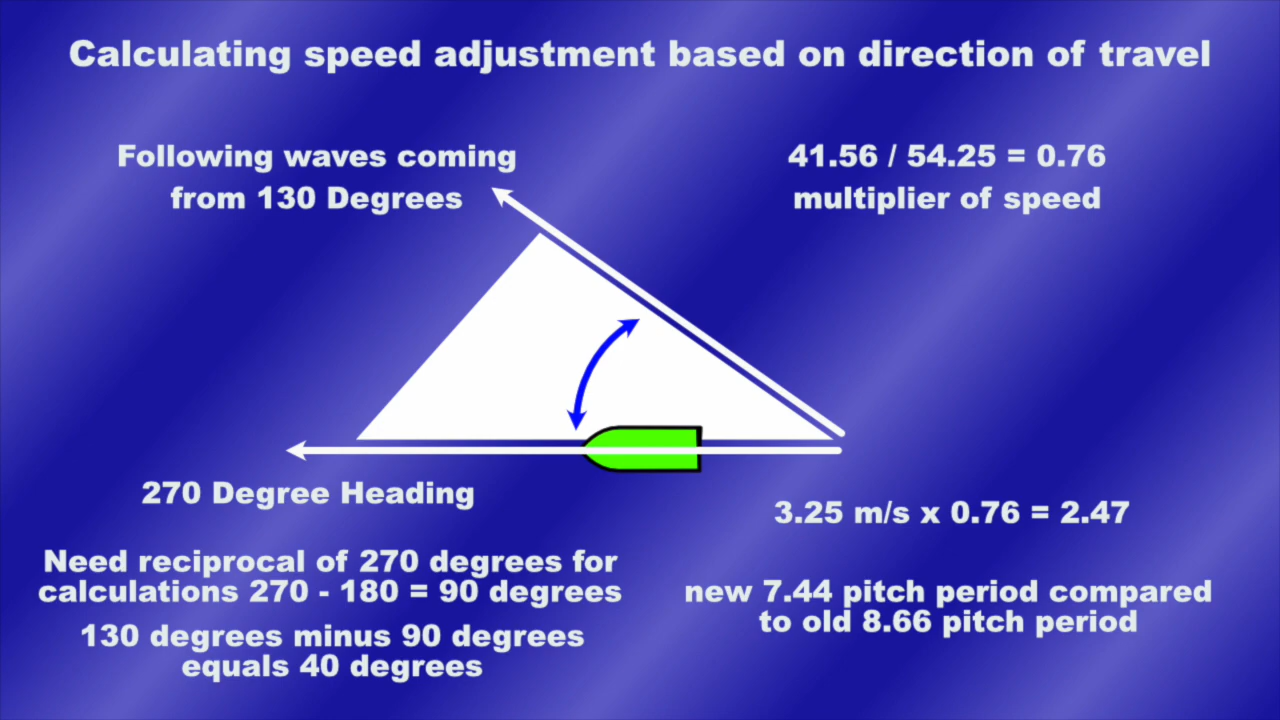 Calculating speed adjustment based on direction of travel
Following waves coming
from 130 Degrees
41.56 / 54.25 = 0.76
multiplier of speed
270 Degree Heading
Need reciprocal of 270 degrees for
calculations 270 - 180 = 90 degrees
130 degrees minus 90 degrees
equals 40 degrees
3.25 m/s x 0.76 = 2.47
new 7.44 pitch period compared
to old 8.66 pitch period